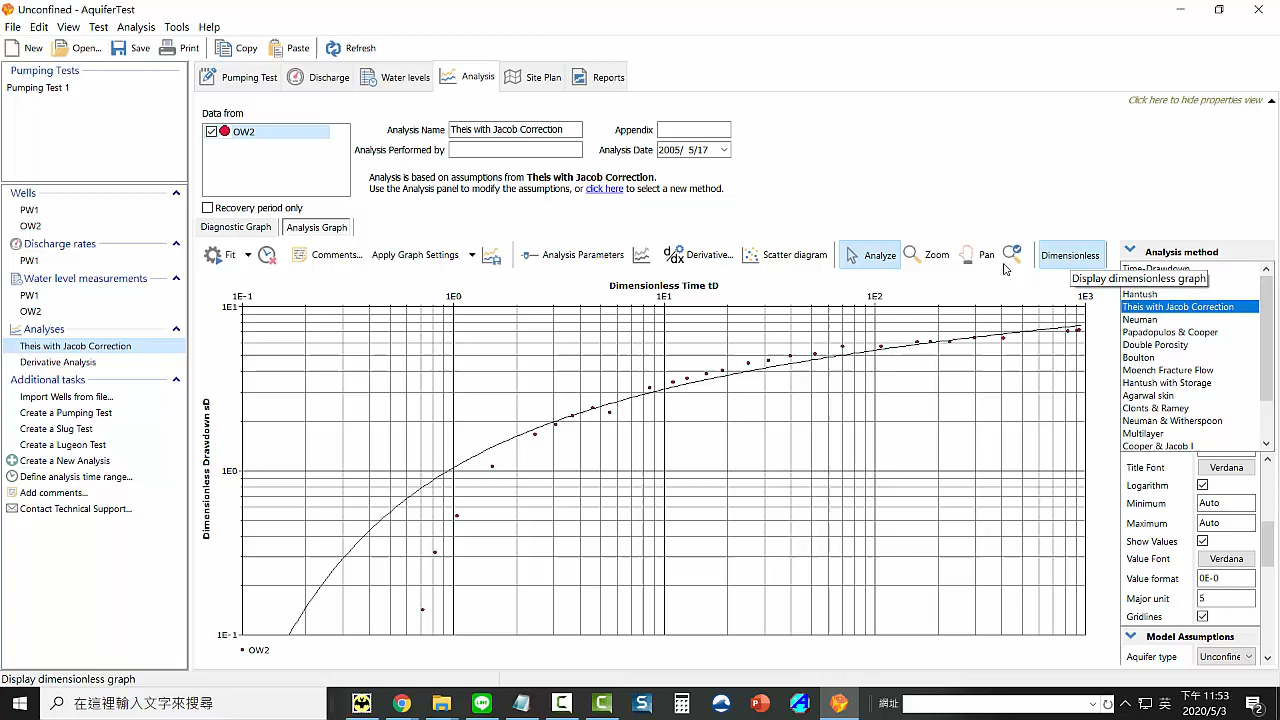 Unconfined - AquiferTest
File Edit View Test Analysis Tools Help
New Open... Save Print Copy Paste Refresh
Pumping Tests
Pumping Test 1
Wells
PW1
OW2
Discharge rates
PW1
Water level measurements
PW1
OW2
Analyses
Theis with Jacob Correction
Derivative Analysis
Additional tasks
Import Wells from file...
Create a Pumping Test
Create a Slug Test
Create a Lugeon Test
Create a New Analysis
Define analysis time range...
Add comments...
Contact Technical Support...
Pumping Test Discharge Water levels Analysis Site Plan Reports
Click here to hide properties view
Data from
OW2
Recovery period only
Analysis Name Theis with Jacob Correction Appendix
Analysis Performed by Analysis Date 2005/ 5/17
Analysis is based on assumptions from Theis with Jacob Correction.
Use the Analysis panel to modify the assumptions, or click here to select a new method.
Diagnostic Graph Analysis Graph
Fit Comments... Apply Graph Settings Analysis Parameters d/dx Derivative... Scatter diagram Analyze Zoom Pan Dimensionless
Display dimensionless graph
Dimensionless Time tD
1E-1 1E0 1E1 1E2 1E3
1E1
1E0
1E-1
Dimensionless Drawdown sD
OW2
Analysis method
Hantush
Theis with Jacob Correction
Neuman
Papadopulos & Cooper
Double Porosity
Boulton
Moench Fracture Flow
Hantush with Storage
Agarwal skin
Clonts & Ramey
Neuman & Witherspoon
Multilayer
Cooper & Jacob I
Title Font Verdana
Logarithm
Minimum Auto
Maximum Auto
Show Values
Value Font Verdana
Value format 0E-0
Major unit 5
Gridlines
Model Assumptions
Aquifer type Unconfine
Display dimensionless graph
在這裡輸入文字來搜尋
網址
英
下午 11:53
2020/5/3
2